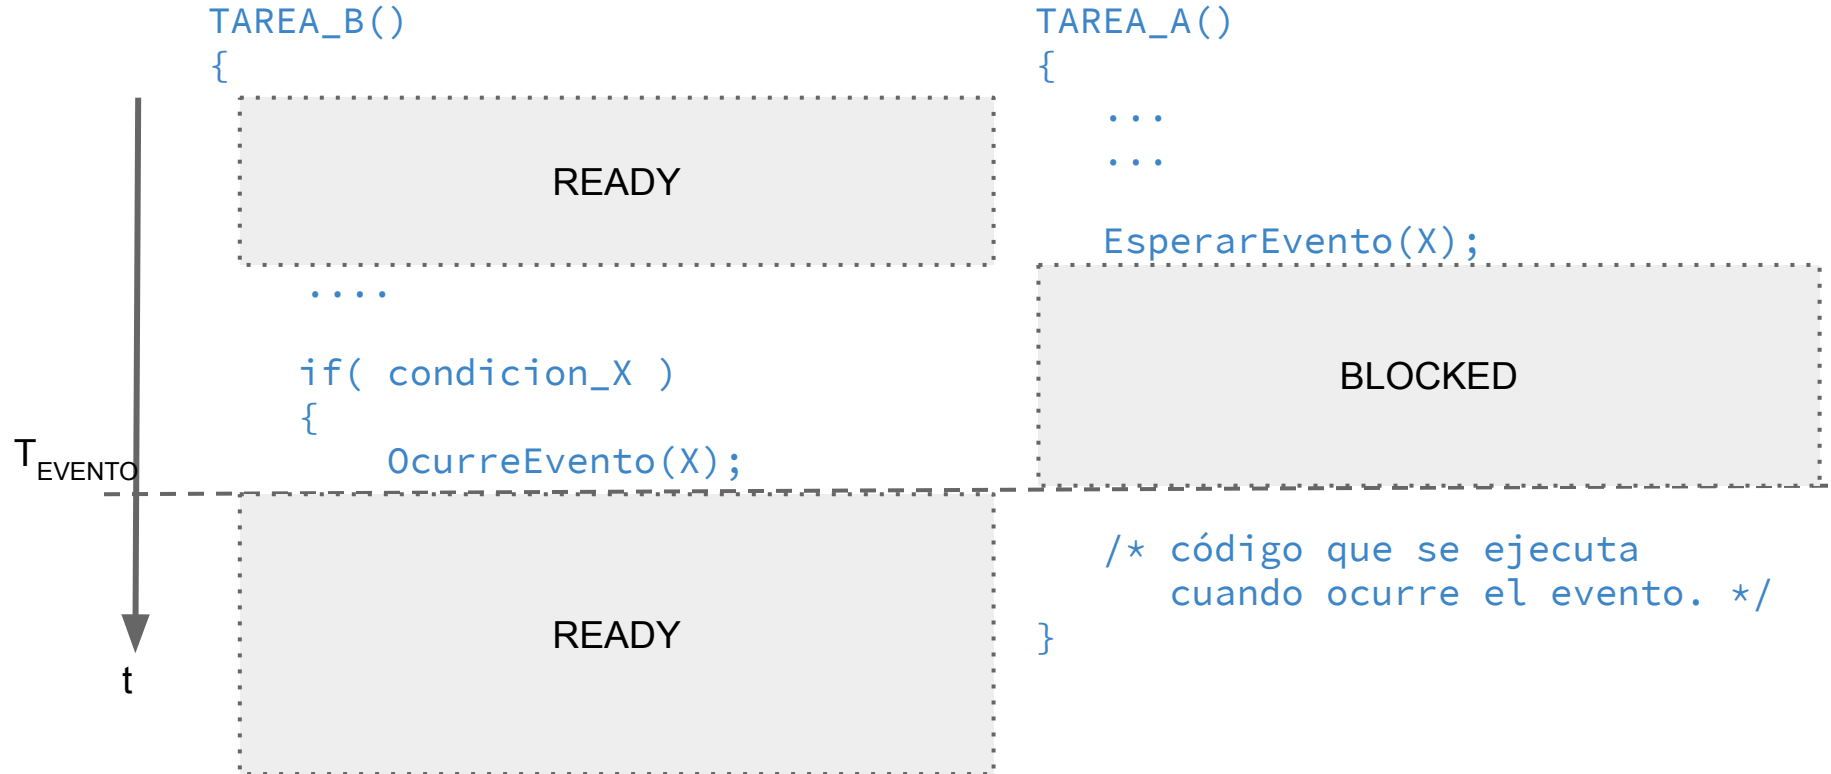 TAREA_B()
{
READY
....
if( condicion_X )
{
OcurreEvento(X);
T EVENTO
READY
t
TAREA_A()
{
...
...
EsperarEvento(X);
BLOCKED
/* código que se ejecuta
cuando ocurre el evento. */
}